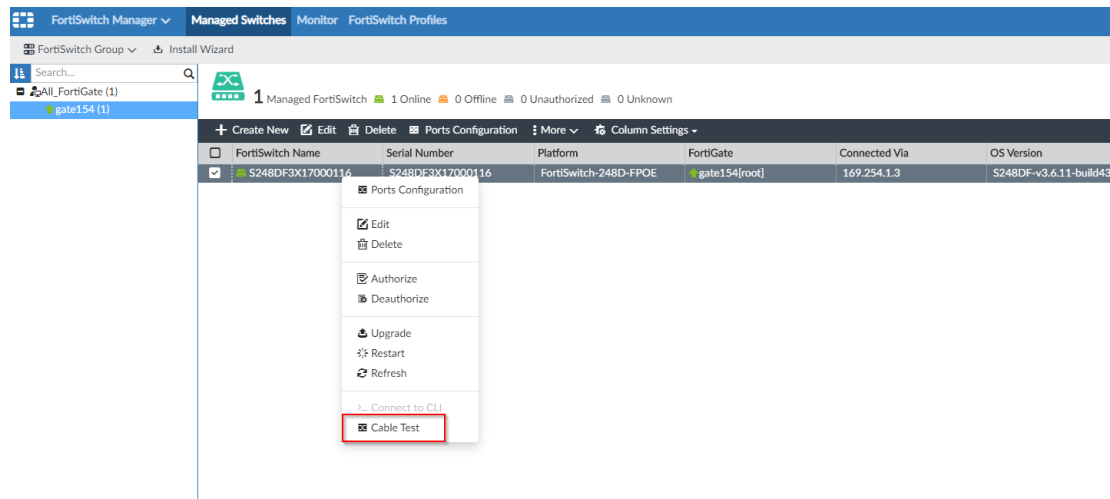 FortiSwitch Manager Managed Switches Monitor FortiSwitch Profiles
FortiSwitch Group Install Wizard
Search...
All_FortiGate (1)
gate154 (1)
1 Managed FortiSwitch 1 Online 0 Offline 0 Unauthorized 0 Unknown
Create New Edit Delete Ports Configuration More Column Settings
FortiSwitch Name Serial Number Platform FortiGate Connected Via OS Version
S248DF3X17000116 S248DF3X17000116 FortiSwitch-248D-FPOE gate154[root] 169.254.1.3 S248DF-v3.6.11-build43
Ports Configuration
Edit
Delete
Authorize
Deauthorize
Upgrade
Restart
Refresh
>_ Connect to CLI
Cable Test